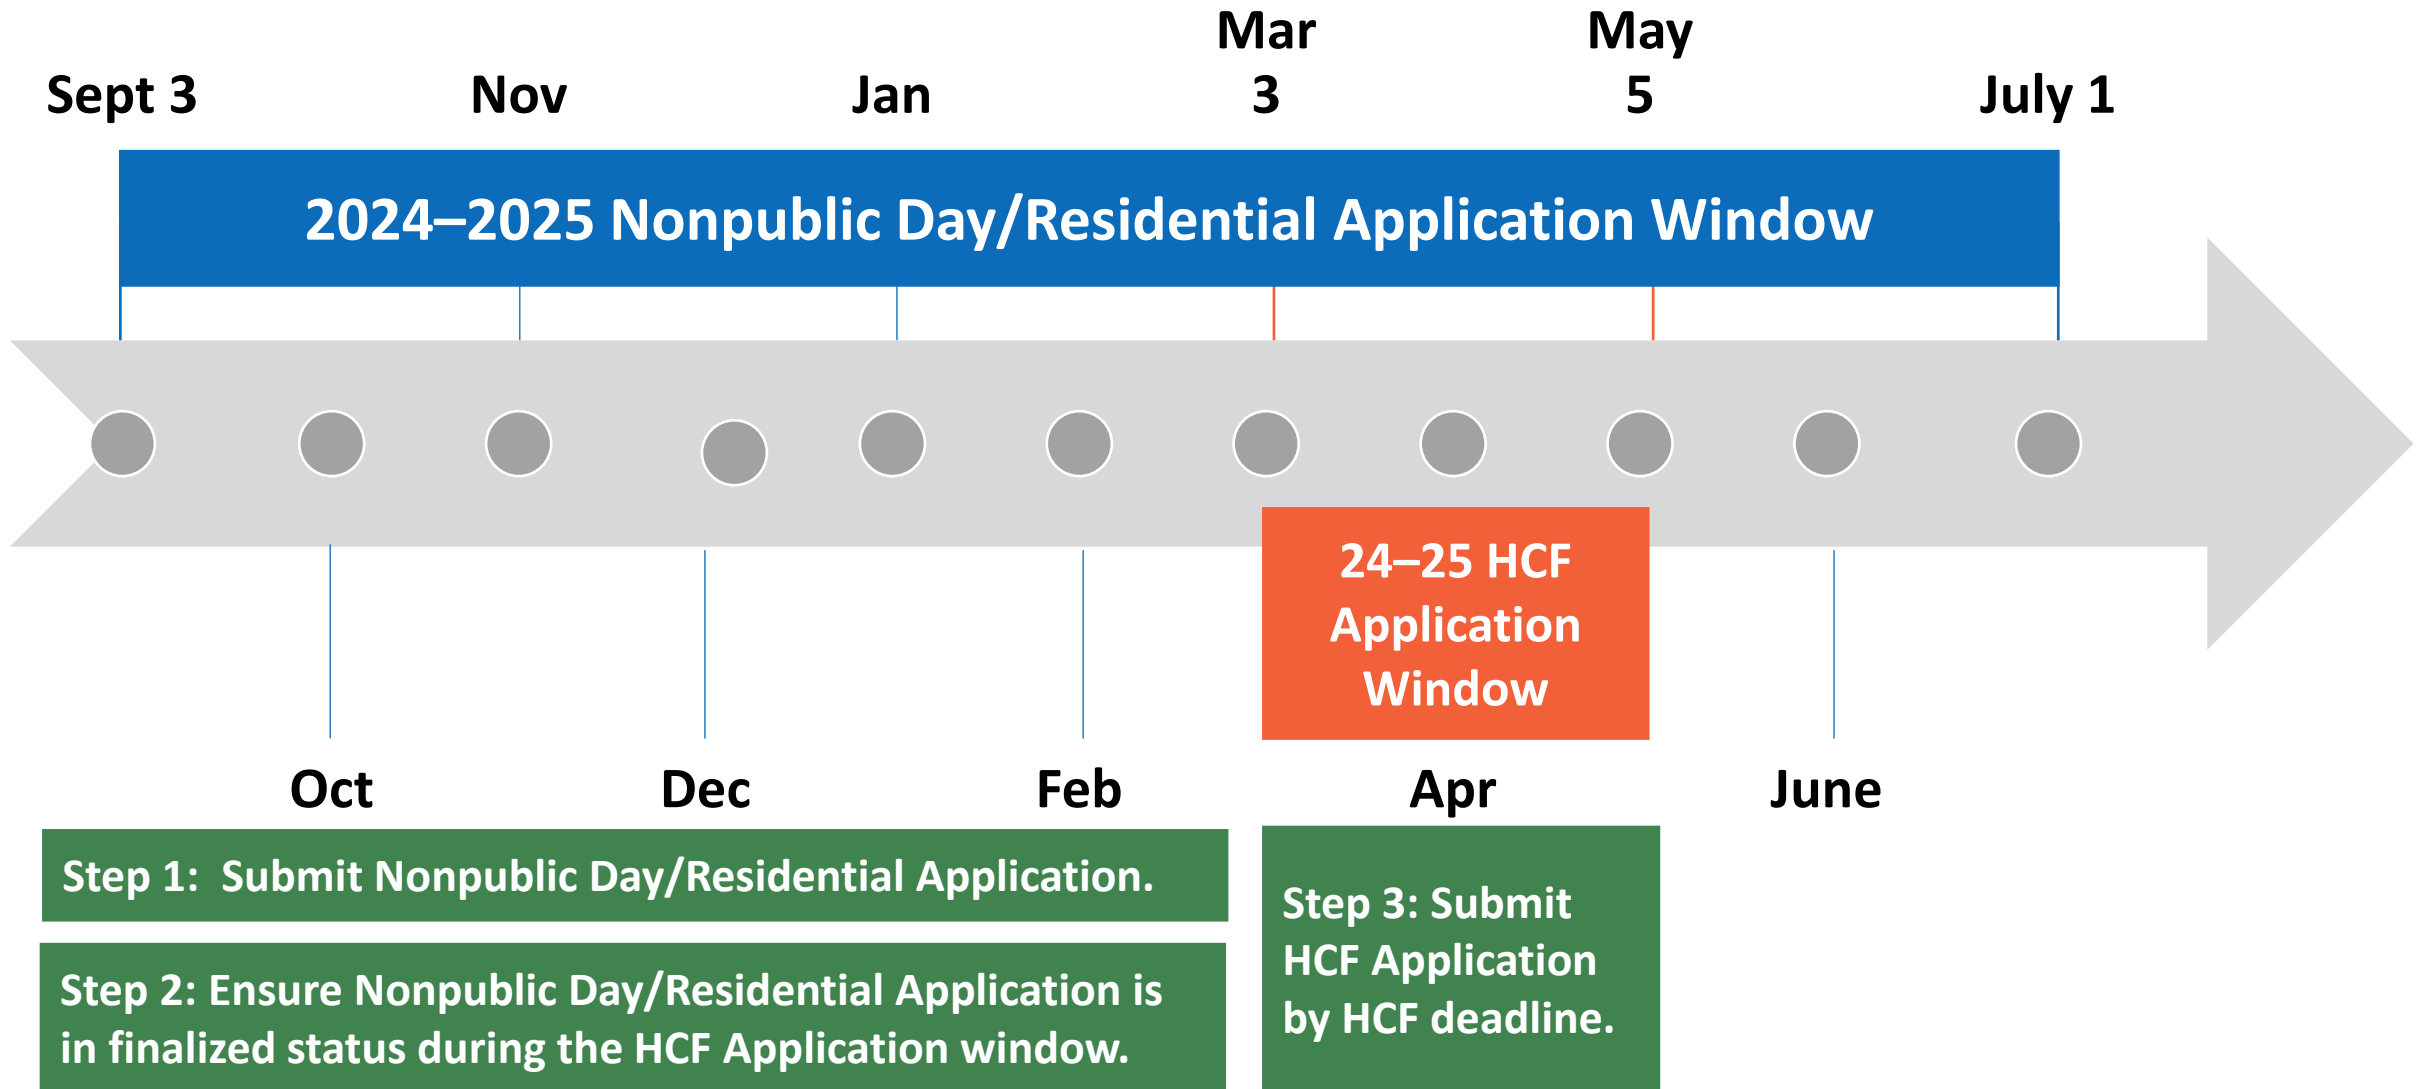 Mar
May
Sept 3
Nov
Jan
3
5
July 1
2024–2025 Nonpublic Day/Residential Application Window
24–25 HCF
Application
Window
Oct
Dec
Feb
Apr
June
Step 1:  Submit Nonpublic Day/Residential Application.
Step 2: Ensure Nonpublic Day/Residential Application is
in finalized status during the HCF Application window.
Step 3: Submit
HCF Application
by HCF deadline.